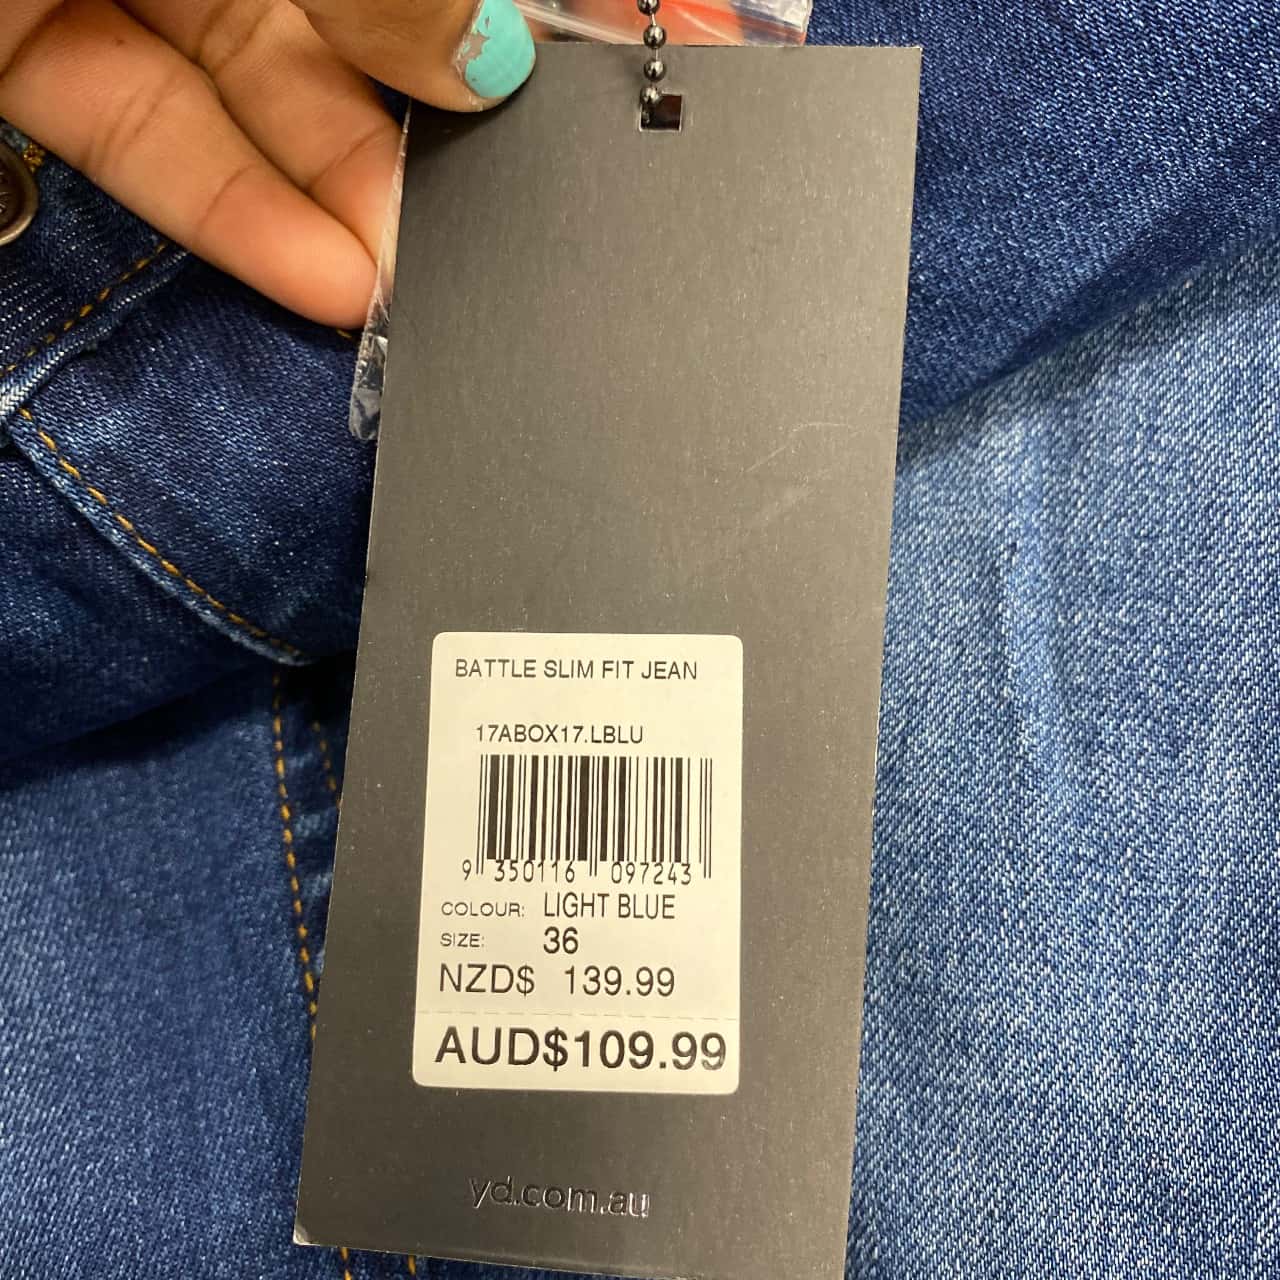 BATTLE SLIM FIT JEAN
17ABOX17.LBLU
9 350116 097243
COLOUR: LIGHT BLUE
SIZE: 36
NZD$ 139.99
AUD$109.99
yd.com.au